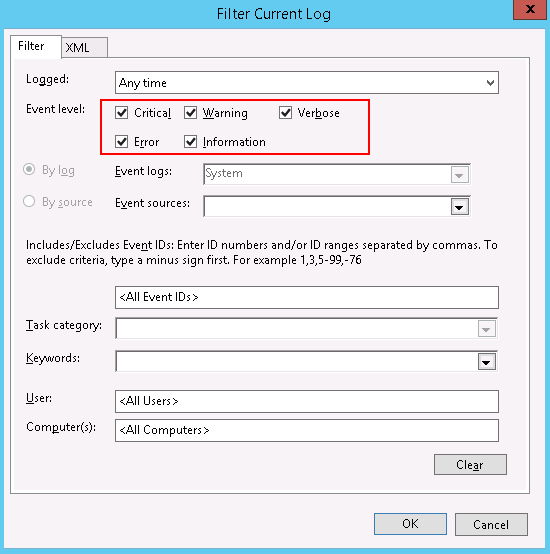 Filter Current Log
x
Filter XML
Logged: Any time
Event level: Critical Warning Verbose
Error Information
By log Event logs: System
By source Event sources:
Includes/Excludes Event IDs: Enter ID numbers and/or ID ranges separated by commas. To
exclude criteria, type a minus sign first. For example 1,3,5-99,-76
<All Event IDs>
Task category:
Keywords:
User: <All Users>
Computer(s): <All Computers>
Clear
OK Cancel